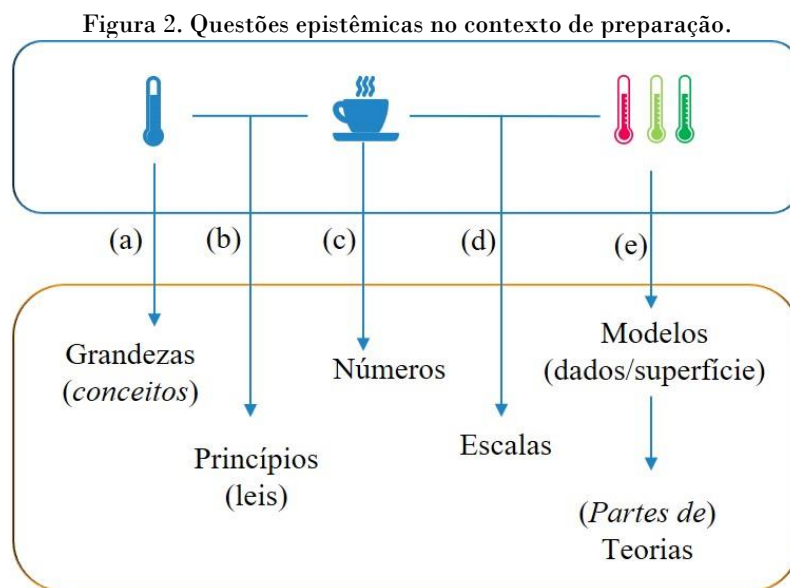 Figura 2. Questões epistêmicas no contexto de preparação.
(a)
(b)
(c)
(d)
(e)
Grandezas
(conceitos)
Princípios
(leis)
Números
Escalas
Modelos
(dados/superfície)
(Partes de)
Teorias